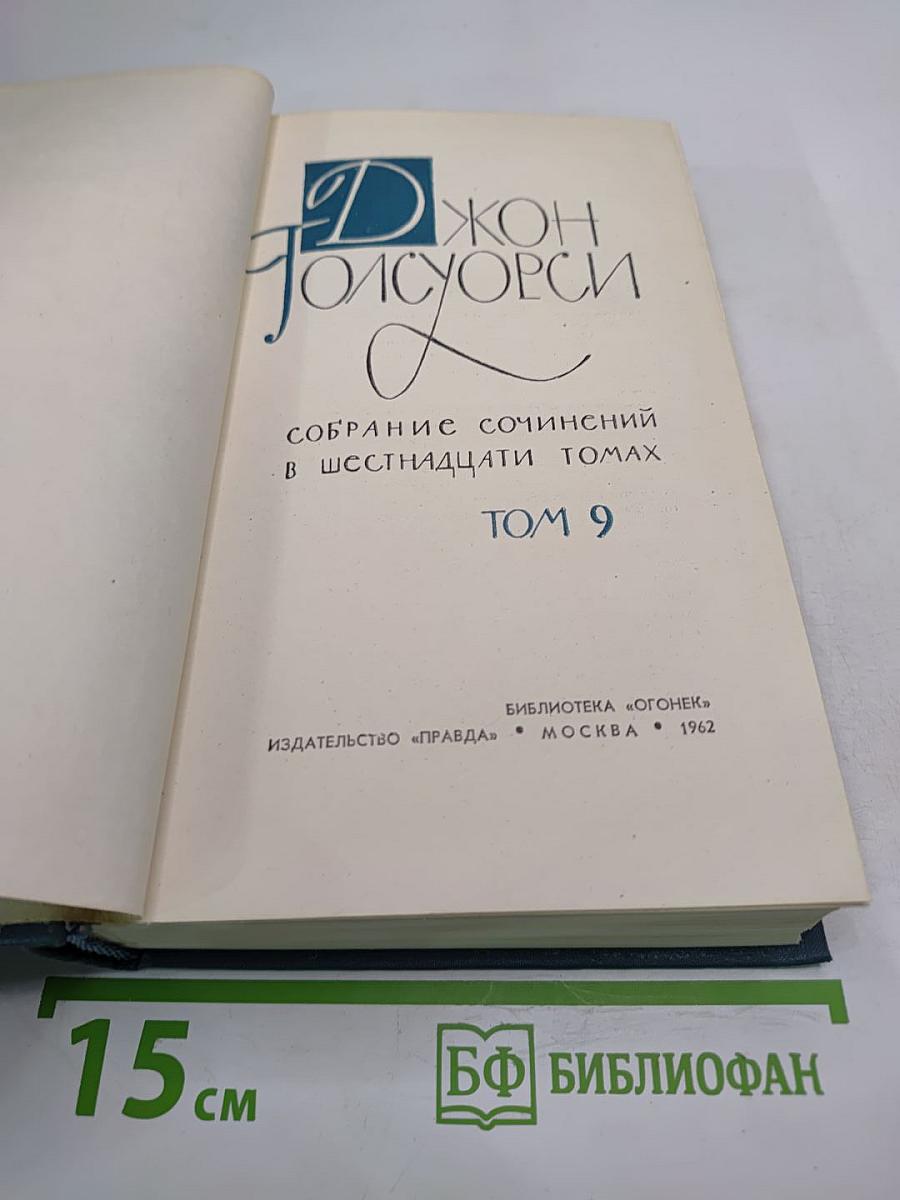 ДЖОН
ГОЛСУОРСИ
СОБРАНИЕ СОЧИНЕНИЙ
В ШЕСТНАДЦАТИ ТОМАХ
ТОМ 9
БИБЛИОТЕКА «ОГОНЕК»
ИЗДАТЕЛЬСТВО «ПРАВДА» • МОСКВА • 1962
15 см
БФ БИБЛИОФАН